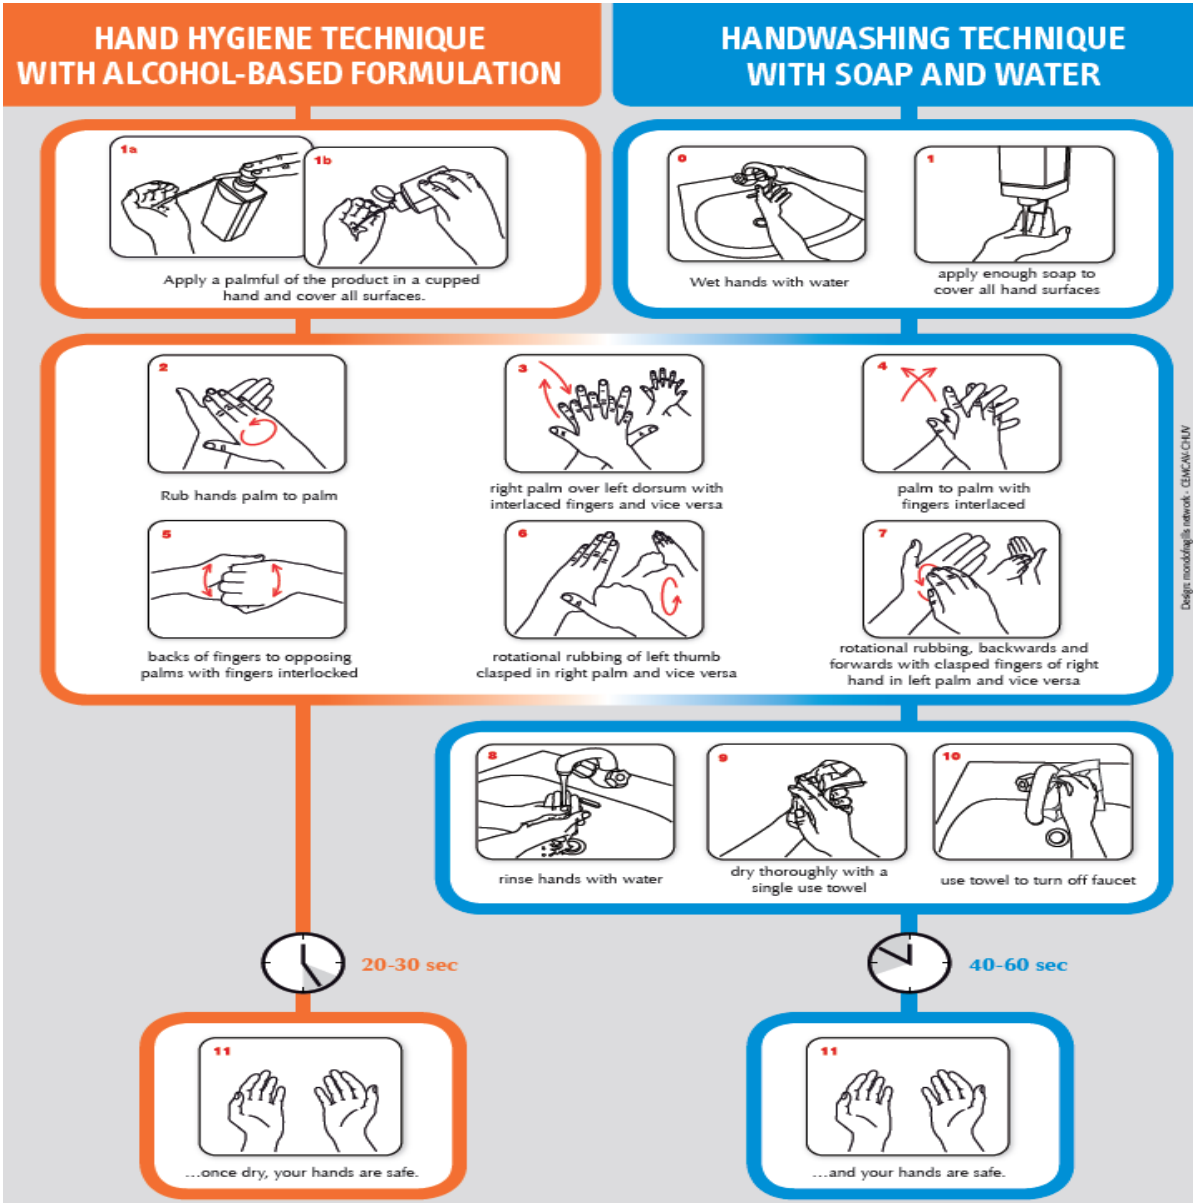 HAND HYGIENE TECHNIQUE
WITH ALCOHOL-BASED FORMULATION
HANDWASHING TECHNIQUE
WITH SOAP AND WATER
1a
1b
Apply a palmful of the product in a cupped
hand and cover all surfaces.
0
Wet hands with water
1
apply enough soap to
cover all hand surfaces
2
Rub hands palm to palm
3
right palm over left dorsum with
interlaced fingers and vice versa
4
palm to palm with
fingers interlaced
5
backs of fingers to opposing
palms with fingers interlocked
6
rotational rubbing of left thumb
clasped in right palm and vice versa
7
rotational rubbing, backwards and
forwards with clasped fingers of right
hand in left palm and vice versa
Design: mondofragilis network - CEMCAV-CHUV
8
rinse hands with water
9
dry thoroughly with a
single use towel
10
use towel to turn off faucet
20-30 sec
40-60 sec
11
...once dry, your hands are safe.
11
...and your hands are safe.